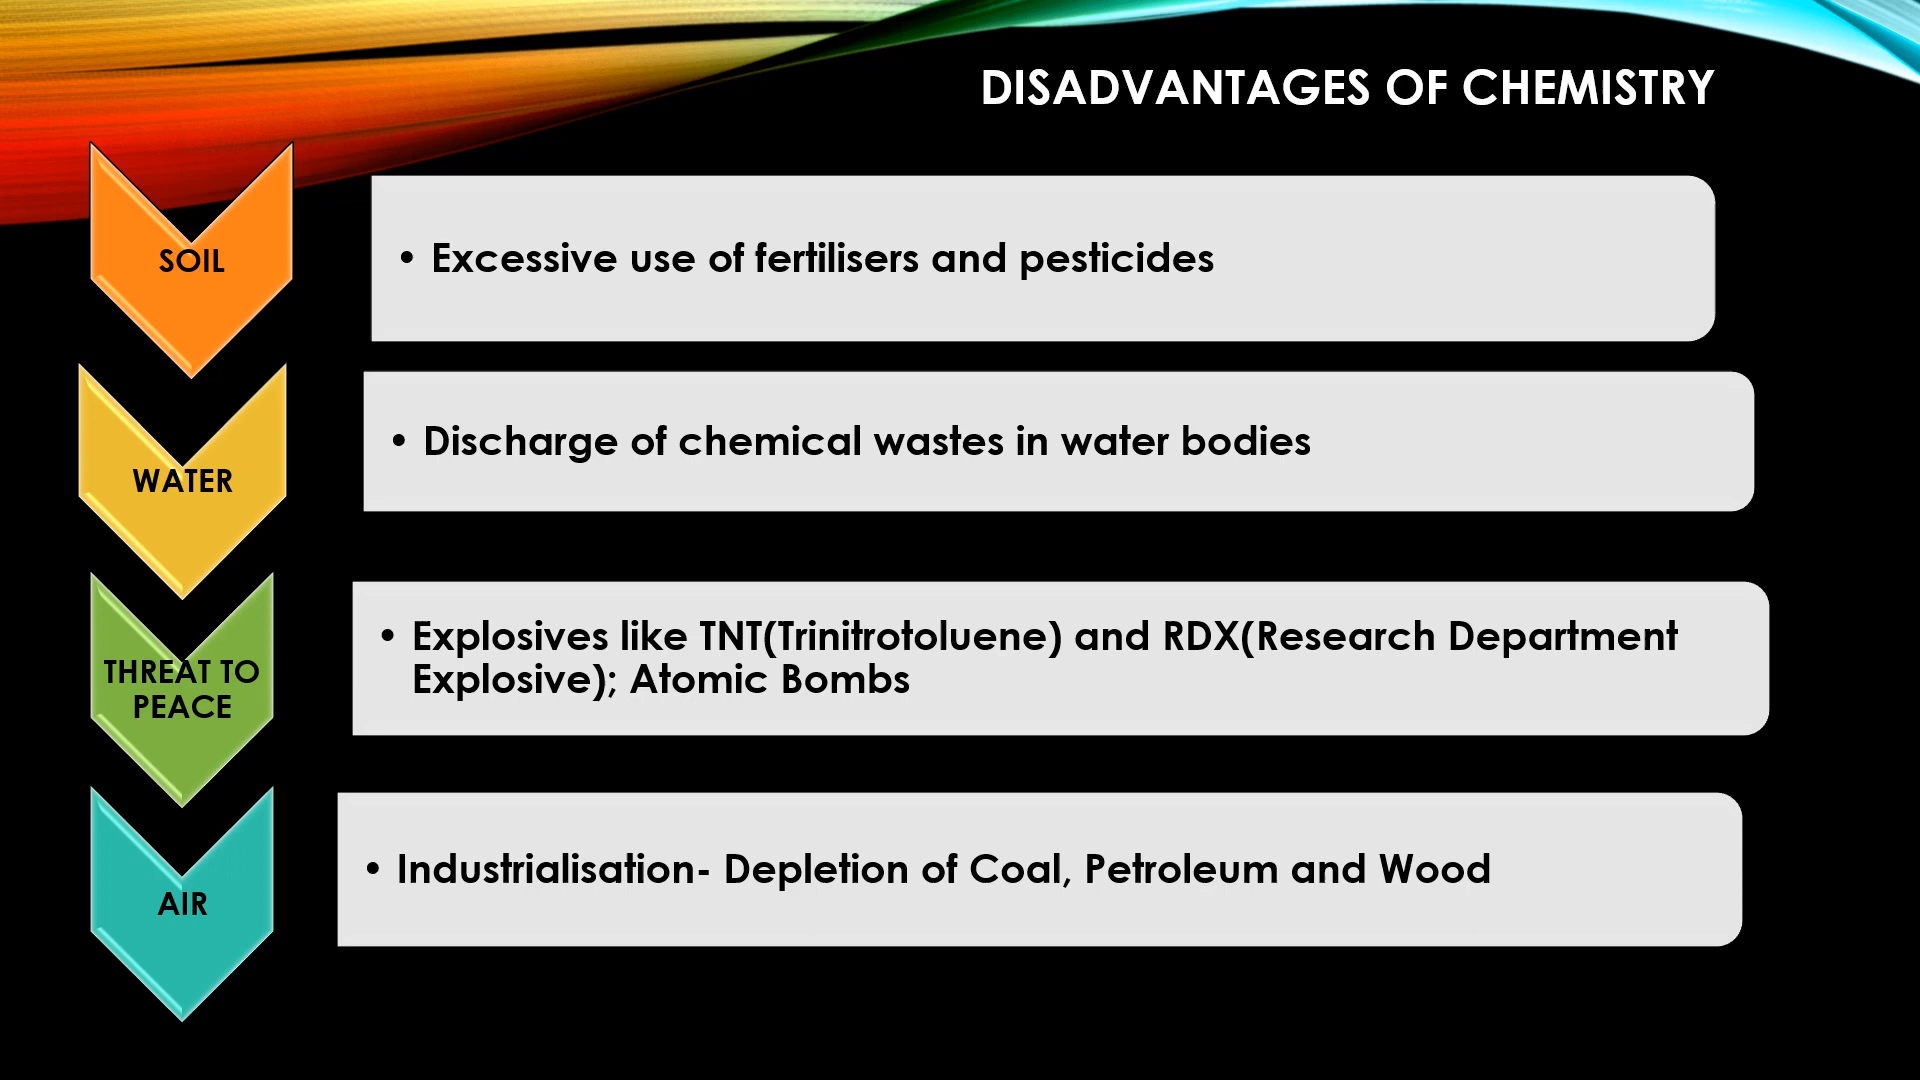 DISADVANTAGES OF CHEMISTRY
SOIL
• Excessive use of fertilisers and pesticides
WATER
• Discharge of chemical wastes in water bodies
THREAT TO
PEACE
• Explosives like TNT(Trinitrotoluene) and RDX(Research Department
Explosive); Atomic Bombs
AIR
• Industrialisation- Depletion of Coal, Petroleum and Wood